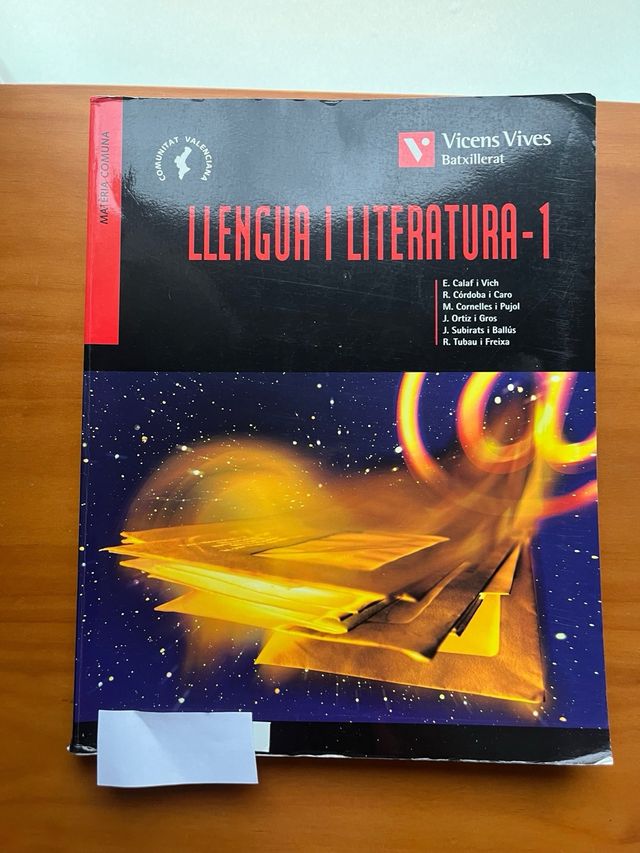 MATÈRIA COMUNA
COMUNITAT VALENCIANA
Vicens Vives
Batxillerat
LLENGUA I LITERATURA-1
E. Calaf i Vich
R. Córdoba i Caro
M. Cornelles i Pujol
J. Ortiz i Gros
J. Subirats i Ballús
R. Tubau i Freixa
@